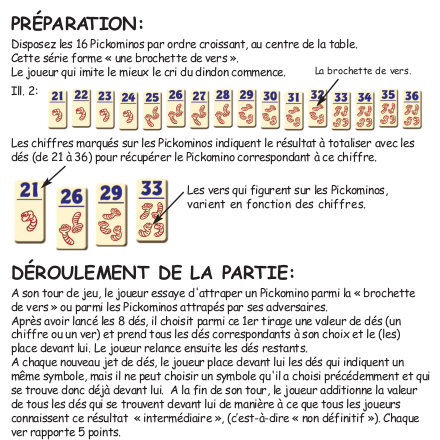 PRÉPARATION:
Disposez les 16 Pickominos par ordre croissant, au centre de la table.
Cette série forme « une brochette de vers ».
Le joueur qui imite le mieux le cri du dindon commence.
La brochette de vers.
Ill. 2:
21 22 23 24 25 26 27 28 29 30 31 32 33 34 35 36
Les chiffres marqués sur les Pickominos indiquent le résultat à totaliser avec les
dés (de 21 à 36) pour récupérer le Pickomino correspondant à ce chiffre.
21 26 29 33
Les vers qui figurent sur les Pickominos,
varient en fonction des chiffres.
DÉROULEMENT DE LA PARTIE:
A son tour de jeu, le joueur essaye d'attraper un Pickomino parmi la « brochette
de vers » ou parmi les Pickominos attrapés par ses adversaires.
Après avoir lancé les 8 dés, il choisit parmi ce 1er tirage une valeur de dés (un
chiffre ou un ver) et prend tous les dés correspondants à son choix et le (les)
place devant lui. Le joueur relance ensuite les dés restants.
A chaque nouveau jet de dés, le joueur place devant lui les dés qui indiquent un
même symbole, mais il ne peut choisir un symbole qu'il a choisi précédemment et qui
se trouve donc déjà devant lui. A la fin de son tour, le joueur additionne la valeur
de tous les dés qui se trouvent devant lui de manière à ce que tous les joueurs
connaissent ce résultat « intermédiaire », (c'est-à-dire « non définitif »). Chaque
ver rapporte 5 points.